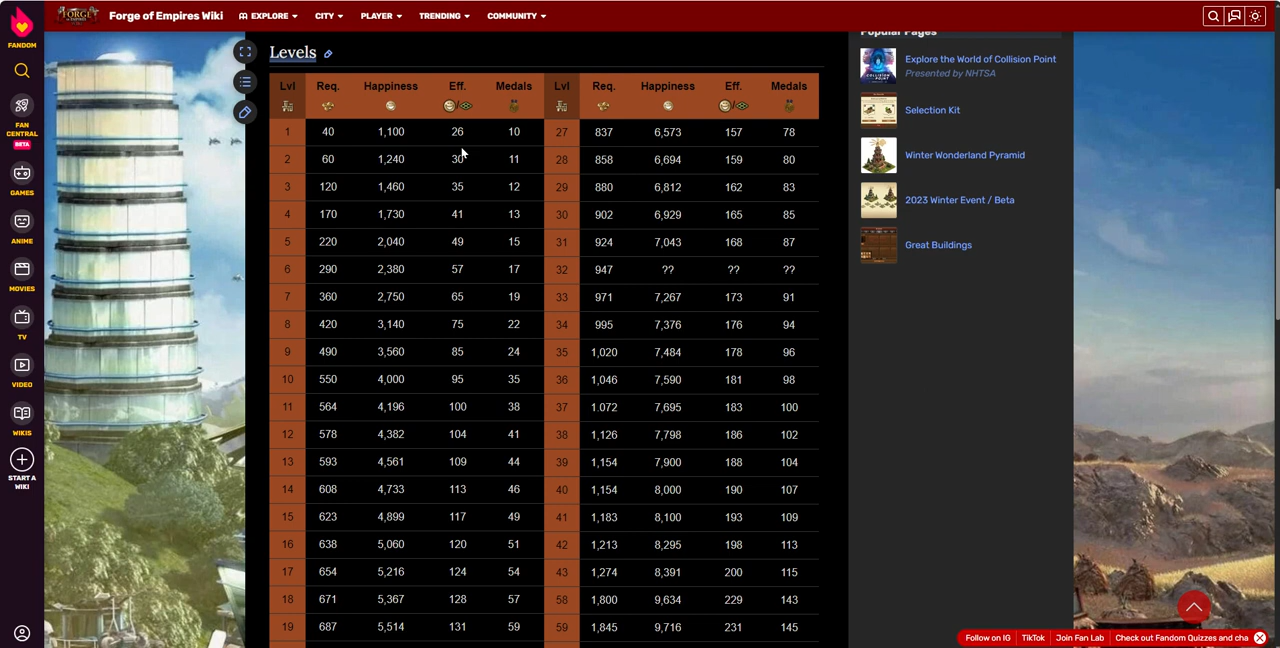 FORGE OF EMPIRES
Forge of Empires Wiki
EXPLORE
CITY
PLAYER
TRENDING
COMMUNITY
FANDOM
FAN CENTRAL
BETA
GAMES
ANIME
MOVIES
TV
VIDEO
WIKIS
START A WIKI
Levels
Lvl Req. Happiness Eff. Medals Lvl Req. Happiness Eff. Medals
/ /
1 40 1,100 26 10 27 837 6,573 157 78
2 60 1,240 30 11 28 858 6,694 159 80
3 120 1,460 35 12 29 880 6,812 162 83
4 170 1,730 41 13 30 902 6,929 165 85
5 220 2,040 49 15 31 924 7,043 168 87
6 290 2,380 57 17 32 947 ?? ?? ??
7 360 2,750 65 19 33 971 7,267 173 91
8 420 3,140 75 22 34 995 7,376 176 94
9 490 3,560 85 24 35 1,020 7,484 178 96
10 550 4,000 95 35 36 1,046 7,590 181 98
11 564 4,196 100 38 37 1.072 7,695 183 100
12 578 4,382 104 41 38 1,126 7,798 186 102
13 593 4,561 109 44 39 1,154 7,900 188 104
14 608 4,733 113 46 40 1,154 8,000 190 107
15 623 4,899 117 49 41 1,183 8,100 193 109
16 638 5,060 120 51 42 1,213 8,295 198 113
17 654 5,216 124 54 43 1,274 8,391 200 115
18 671 5,367 128 57 58 1,800 9,634 229 143
19 687 5,514 131 59 59 1,845 9,716 231 145
Popular Pages
Explore the World of Collision Point
Presented by NHTSA
Selection Kit
Winter Wonderland Pyramid
2023 Winter Event / Beta
Great Buildings
Follow on IG
TikTok
Join Fan Lab
Check out Fandom Quizzes and cha